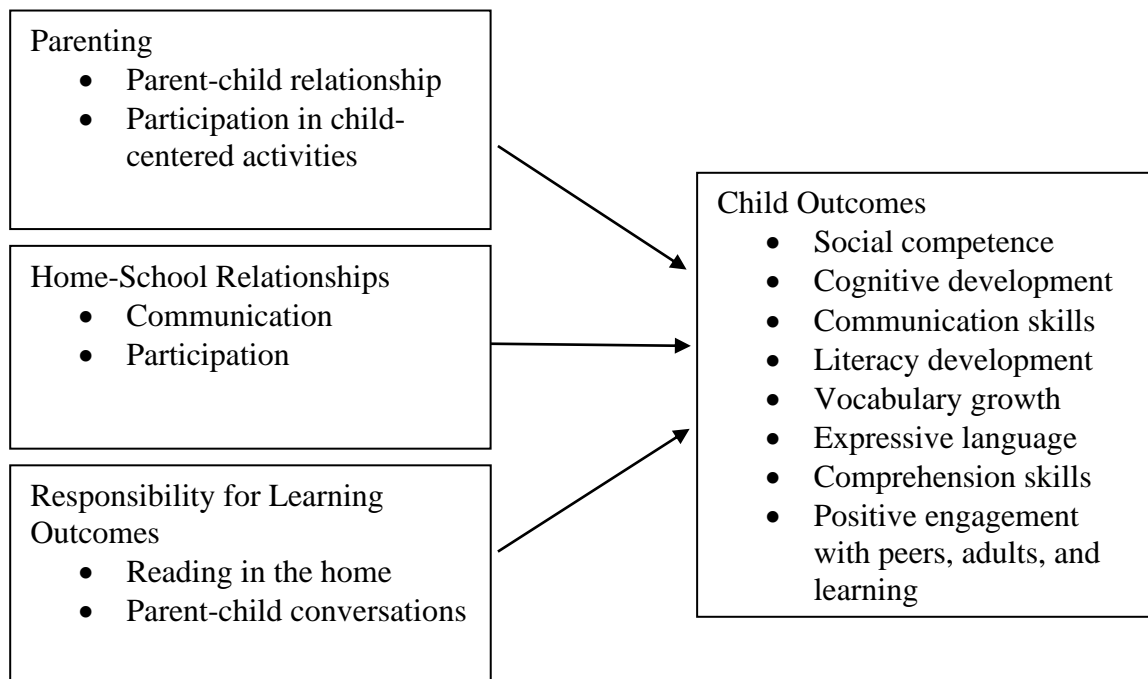 Parenting
• Parent-child relationship
• Participation in child-
centered activities
Home-School Relationships
• Communication
• Participation
Responsibility for Learning
Outcomes
• Reading in the home
• Parent-child conversations
Child Outcomes
• Social competence
• Cognitive development
• Communication skills
• Literacy development
• Vocabulary growth
• Expressive language
• Comprehension skills
• Positive engagement
with peers, adults, and
learning